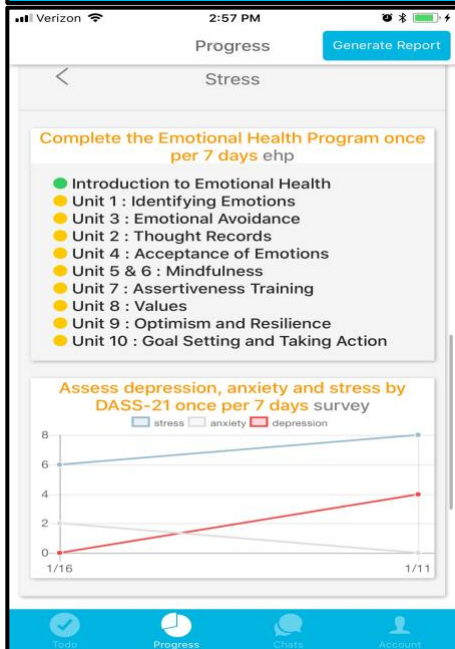 Verizon 2:57 PM
Progress Generate Report
Stress
Complete the Emotional Health Program once
per 7 days ehp
Introduction to Emotional Health
Unit 1 : Identifying Emotions
Unit 3 : Emotional Avoidance
Unit 2 : Thought Records
Unit 4 : Acceptance of Emotions
Unit 5 & 6 : Mindfulness
Unit 7 : Assertiveness Training
Unit 8 : Values
Unit 9 : Optimism and Resilience
Unit 10 : Goal Setting and Taking Action
Assess depression, anxiety and stress by
DASS-21 once per 7 days survey
stress anxiety depression
8
6
4
2
0
1/16 1/11
Todo Progress Chats Account